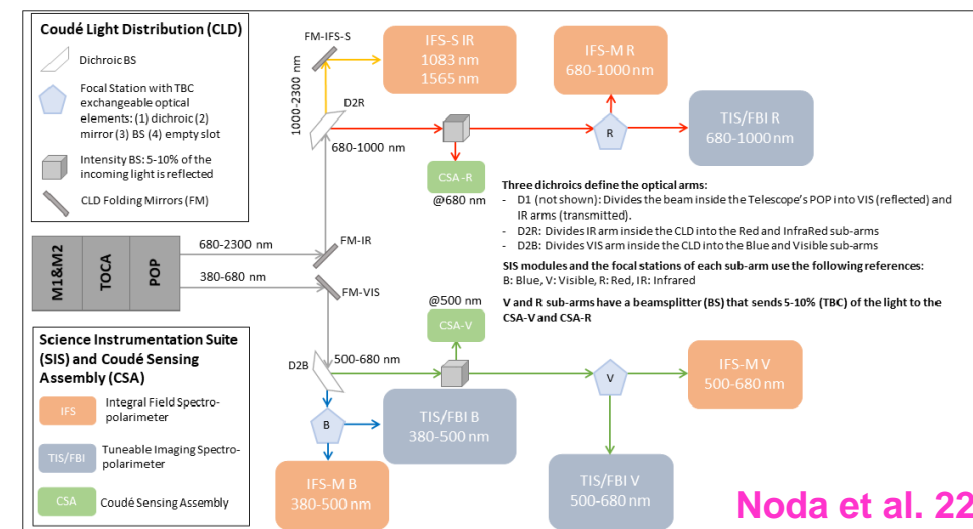 Coudé Light Distribution (CLD)
Dichroic BS
Focal Station with TBC
exchangeable optical
elements: (1) dichroic (2)
mirror (3) BS (4) empty slot
Intensity BS: 5-10% of the
incoming light is reflected
CLD Folding Mirrors (FM)
FM-IFS-S
IFS-S IR
1083 nm
1565 nm
IFS-M R
680-1000 nm
1000-2300 nm
D2R
680-1000 nm
R
TIS/FBI R
680-1000 nm
CSA-R
@680 nm
Three dichroics define the optical arms:
- D1 (not shown): Divides the beam inside the Telescope's POP into VIS (reflected) and
IR arms (transmitted).
- D2R: Divides IR arm inside the CLD into the Red and InfraRed sub-arms
- D2B: Divides VIS arm inside the CLD into the Blue and Visible sub-arms
SIS modules and the focal stations of each sub-arm use the following references:
B: Blue, V: Visible, R: Red, IR: Infrared
V and R sub-arms have a beamsplitter (BS) that sends 5-10% (TBC) of the light to the
CSA-V and CSA-R
M1&M2
TOCA
POP
680-2300 nm
380-680 nm
FM-IR
FM-VIS
@500 nm
CSA-V
Science Instrumentation Suite
(SIS) and Coudé Sensing
Assembly (CSA)
IFS
Integral Field Spectro-
polarimeter
TIS/FBI
Tuneable Imaging Spectro-
polarimeter
CSA
Coudé Sensing Assembly
D2B
500-680 nm
V
IFS-M V
500-680 nm
B
TIS/FBI B
380-500 nm
IFS-M B
380-500 nm
TIS/FBI V
500-680 nm
Noda et al. 22